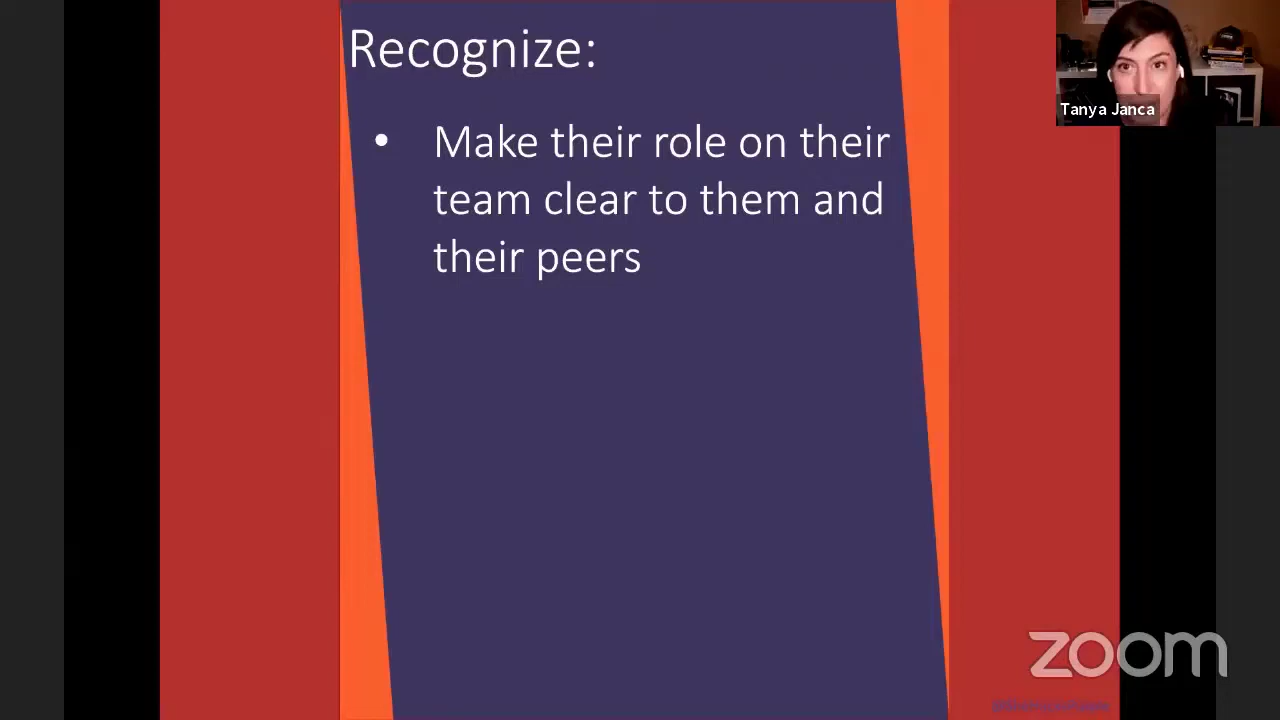 Recognize:
• Make their role on their
team clear to them and
their peers
Tanya Janca
zoom